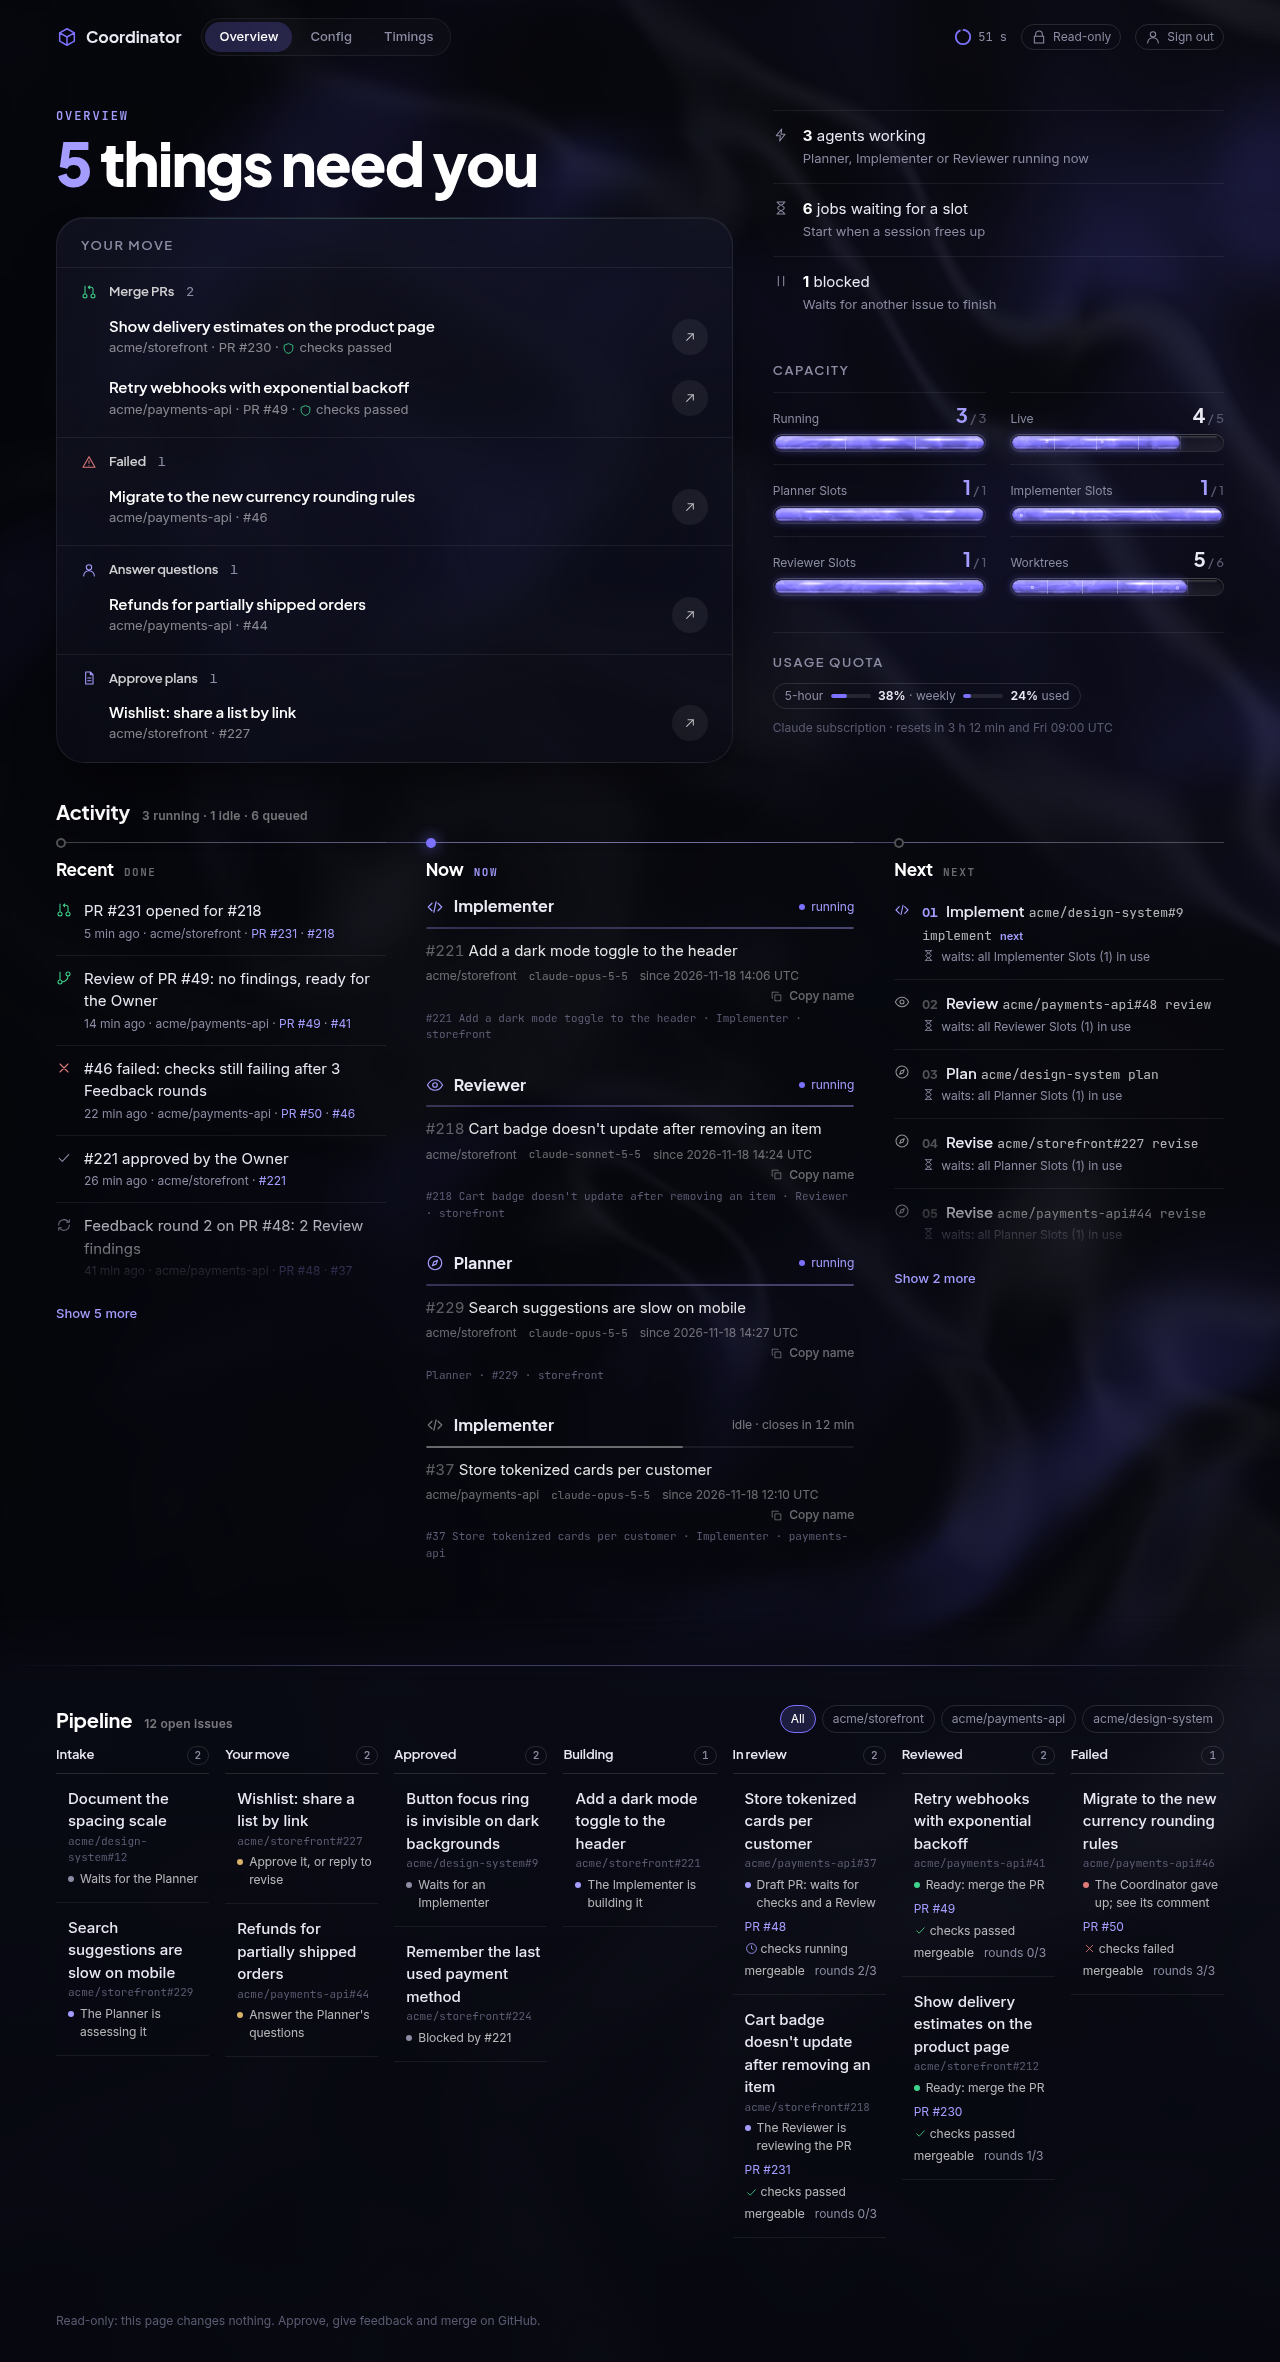 Coordinator
Overview
Config
Timings
51 s
Read-only
Sign out
OVERVIEW
5 things need you
YOUR MOVE
Merge PRs 2
Show delivery estimates on the product page
acme/storefront · PR #230 · checks passed
Retry webhooks with exponential backoff
acme/payments-api · PR #49 · checks passed
Failed 1
Migrate to the new currency rounding rules
acme/payments-api · #46
Answer questions 1
Refunds for partially shipped orders
acme/payments-api · #44
Approve plans 1
Wishlist: share a list by link
acme/storefront · #227
3 agents working
Planner, Implementer or Reviewer running now
6 jobs waiting for a slot
Start when a session frees up
1 blocked
Waits for another issue to finish
CAPACITY
Running 3 / 3
Live 4 / 5
Planner Slots 1 / 1
Implementer Slots 1 / 1
Reviewer Slots 1 / 1
Worktrees 5 / 6
USAGE QUOTA
5-hour 38% · weekly 24% used
Claude subscription · resets in 3 h 12 min and Fri 09:00 UTC
Activity 3 running · 1 idle · 6 queued
Recent DONE
PR #231 opened for #218
5 min ago · acme/storefront · PR #231 · #218
Review of PR #49: no findings, ready for
the Owner
14 min ago · acme/payments-api · PR #49 · #41
#46 failed: checks still failing after 3
Feedback rounds
22 min ago · acme/payments-api · PR #50 · #46
#221 approved by the Owner
26 min ago · acme/storefront · #221
Feedback round 2 on PR #48: 2 Review
findings
41 min ago · acme/payments-api · PR #48 · #37
Show 5 more
Now NOW
Implementer
running
#221 Add a dark mode toggle to the header
acme/storefront claude-opus-5-5 since 2026-11-18 14:06 UTC
Copy name
#221 Add a dark mode toggle to the header · Implementer ·
storefront
Reviewer
running
#218 Cart badge doesn't update after removing an item
acme/storefront claude-sonnet-5-5 since 2026-11-18 14:24 UTC
Copy name
#218 Cart badge doesn't update after removing an item · Reviewer
· storefront
Planner
running
#229 Search suggestions are slow on mobile
acme/storefront claude-opus-5-5 since 2026-11-18 14:27 UTC
Copy name
Planner · #229 · storefront
Implementer
idle · closes in 12 min
#37 Store tokenized cards per customer
acme/payments-api claude-opus-5-5 since 2026-11-18 12:10 UTC
Copy name
#37 Store tokenized cards per customer · Implementer · payments-
api
Next NEXT
01 Implement acme/design-system#9
implement next
waits: all Implementer Slots (1) in use
02 Review acme/payments-api#48 review
waits: all Reviewer Slots (1) in use
03 Plan acme/design-system plan
waits: all Planner Slots (1) in use
04 Revise acme/storefront#227 revise
waits: all Planner Slots (1) in use
05 Revise acme/payments-api#44 revise
waits: all Planner Slots (1) in use
Show 2 more
Pipeline 12 open issues
All
acme/storefront
acme/payments-api
acme/design-system
Intake 2
Document the
spacing scale
acme/design-
system#12
Waits for the Planner
Search
suggestions are
slow on mobile
acme/storefront#229
The Planner is
assessing it
Your move 2
Wishlist: share a
list by link
acme/storefront#227
Approve it, or reply to
revise
Refunds for
partially shipped
orders
acme/payments-api#44
Answer the Planner's
questions
Approved 2
Button focus ring
is invisible on dark
backgrounds
acme/design-system#9
Waits for an
Implementer
Remember the last
used payment
method
acme/storefront#224
Blocked by #221
Building 1
Add a dark mode
toggle to the
header
acme/storefront#221
The Implementer is
building it
In review 2
Store tokenized
cards per
customer
acme/payments-api#37
Draft PR: waits for
checks and a Review
PR #48
checks running
mergeable rounds 2/3
Cart badge
doesn't update
after removing an
item
acme/storefront#218
The Reviewer is
reviewing the PR
PR #231
checks passed
mergeable rounds 0/3
Reviewed 2
Retry webhooks
with exponential
backoff
acme/payments-api#41
Ready: merge the PR
PR #49
checks passed
mergeable rounds 0/3
Show delivery
estimates on the
product page
acme/storefront#212
Ready: merge the PR
PR #230
checks passed
mergeable rounds 1/3
Failed 1
Migrate to the new
currency rounding
rules
acme/payments-api#46
The Coordinator gave
up; see its comment
PR #50
checks failed
mergeable rounds 3/3
Read-only: this page changes nothing. Approve, give feedback and merge on GitHub.